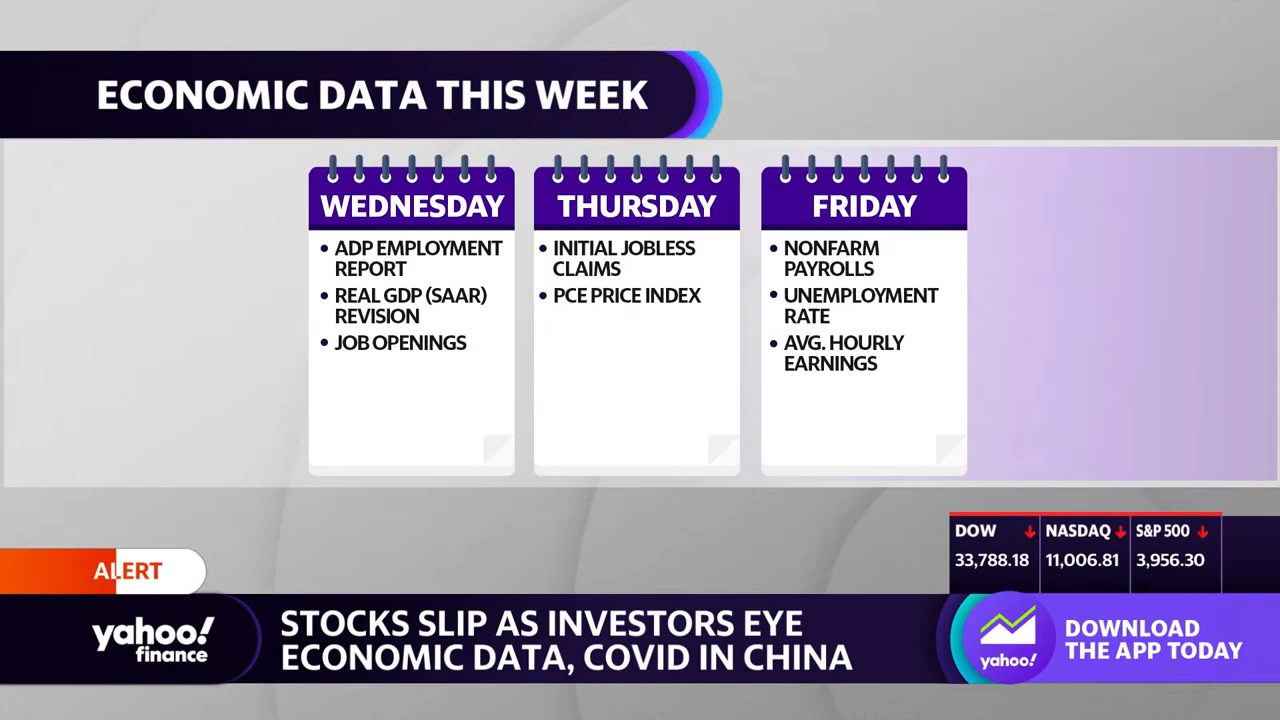 ECONOMIC DATA THIS WEEK
WEDNESDAY
• ADP EMPLOYMENT
REPORT
• REAL GDP (SAAR)
REVISION
• JOB OPENINGS
THURSDAY
• INITIAL JOBLESS
CLAIMS
• PCE PRICE INDEX
FRIDAY
• NONFARM
PAYROLLS
• UNEMPLOYMENT
RATE
• AVG. HOURLY
EARNINGS
DOW
33,788.18
NASDAQ
11,006.81
S&P 500
3,956.30
ALERT
yahoo!
finance
STOCKS SLIP AS INVESTORS EYE
ECONOMIC DATA, COVID IN CHINA
yahoo!
DOWNLOAD
THE APP TODAY